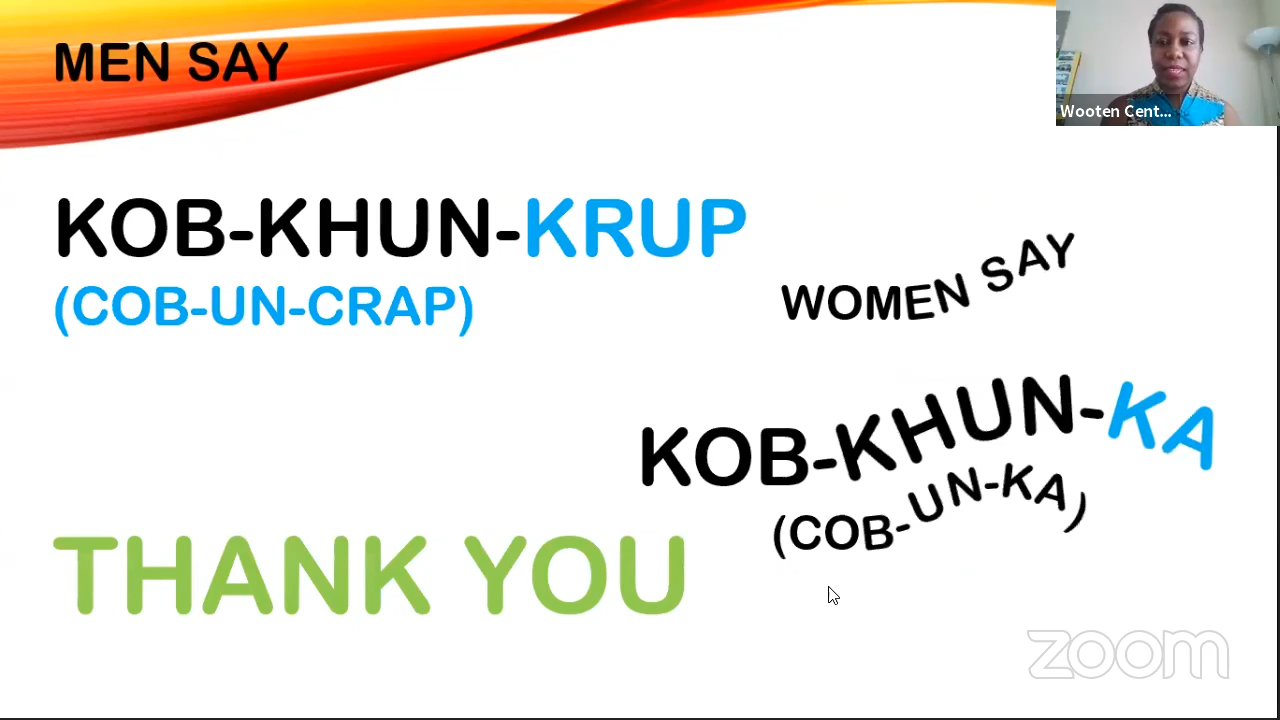 MEN SAY
Wooten Cent...
KOB-KHUN-KRUP
(COB-UN-CRAP)
WOMEN SAY
KOB-KHUN-KA
(COB-UN-KA)
THANK YOU
zoom